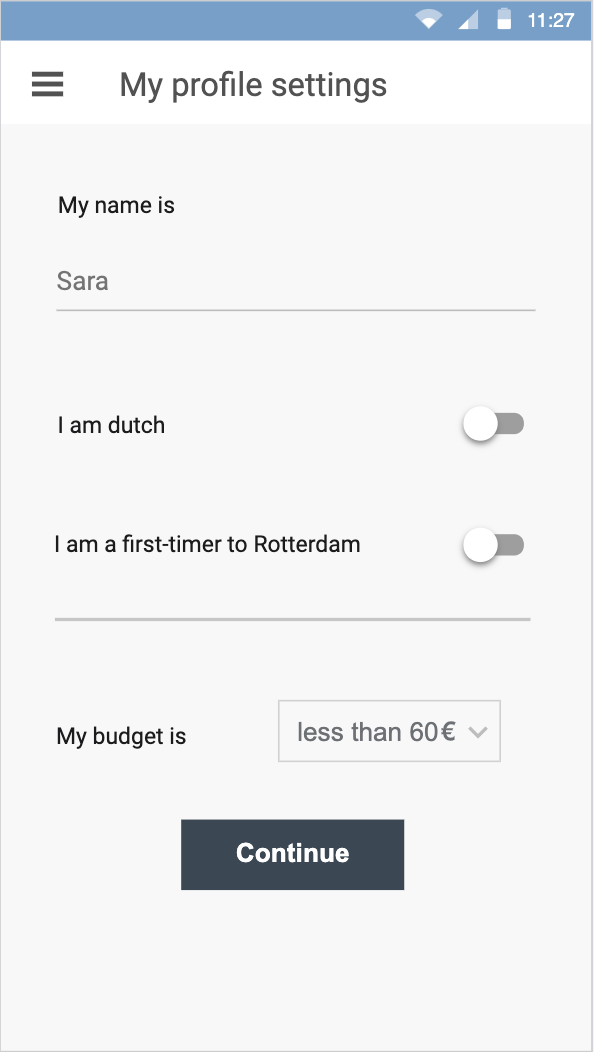 11:27
My profile settings
My name is
Sara
I am dutch
I am a first-timer to Rotterdam
My budget is less than 60€
Continue